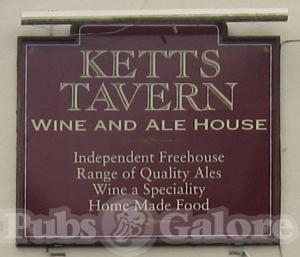 KETTS
TAVERN
WINE AND ALE HOUSE
Independent Freehouse
Range of Quality Ales
Wine a Speciality
Home Made Food
Pubs Galore